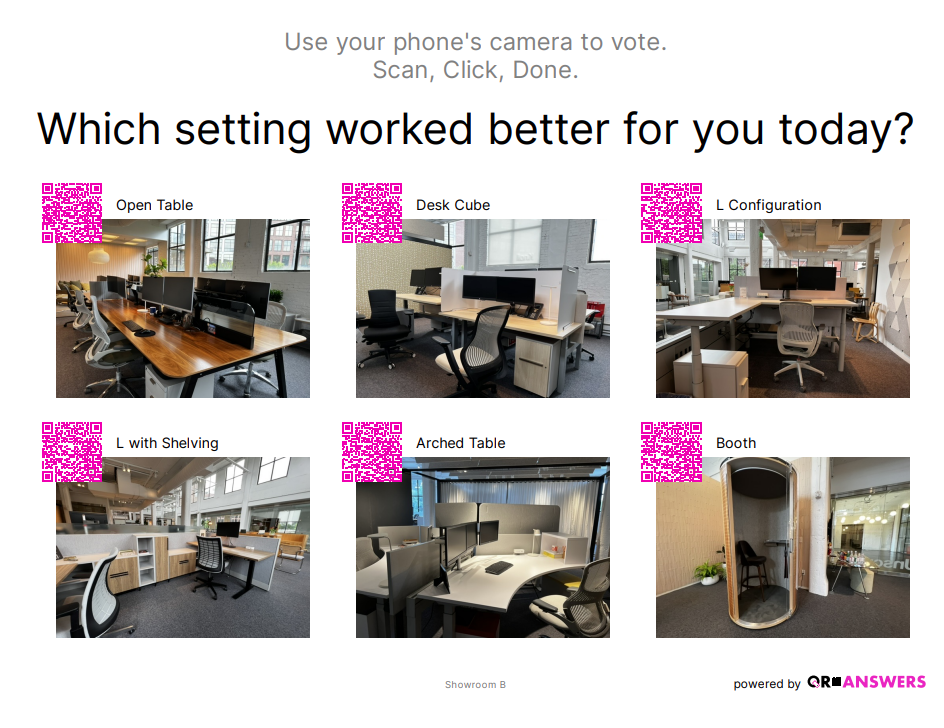 Use your phone's camera to vote.
Scan, Click, Done.
Which setting worked better for you today?
Open Table
Desk Cube
L Configuration
L with Shelving
Arched Table
Booth
Showroom B
powered by QR ANSWERS